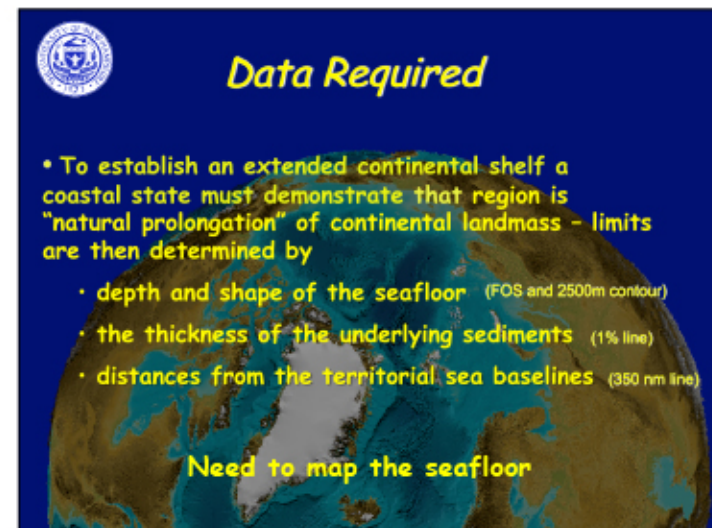 Data Required
• To establish an extended continental shelf a
coastal state must demonstrate that region is
“natural prolongation” of continental landmass – limits
are then determined by
· depth and shape of the seafloor (FOS and 2500m contour)
· the thickness of the underlying sediments (1% line)
· distances from the territorial sea baselines (350 nm line)
Need to map the seafloor